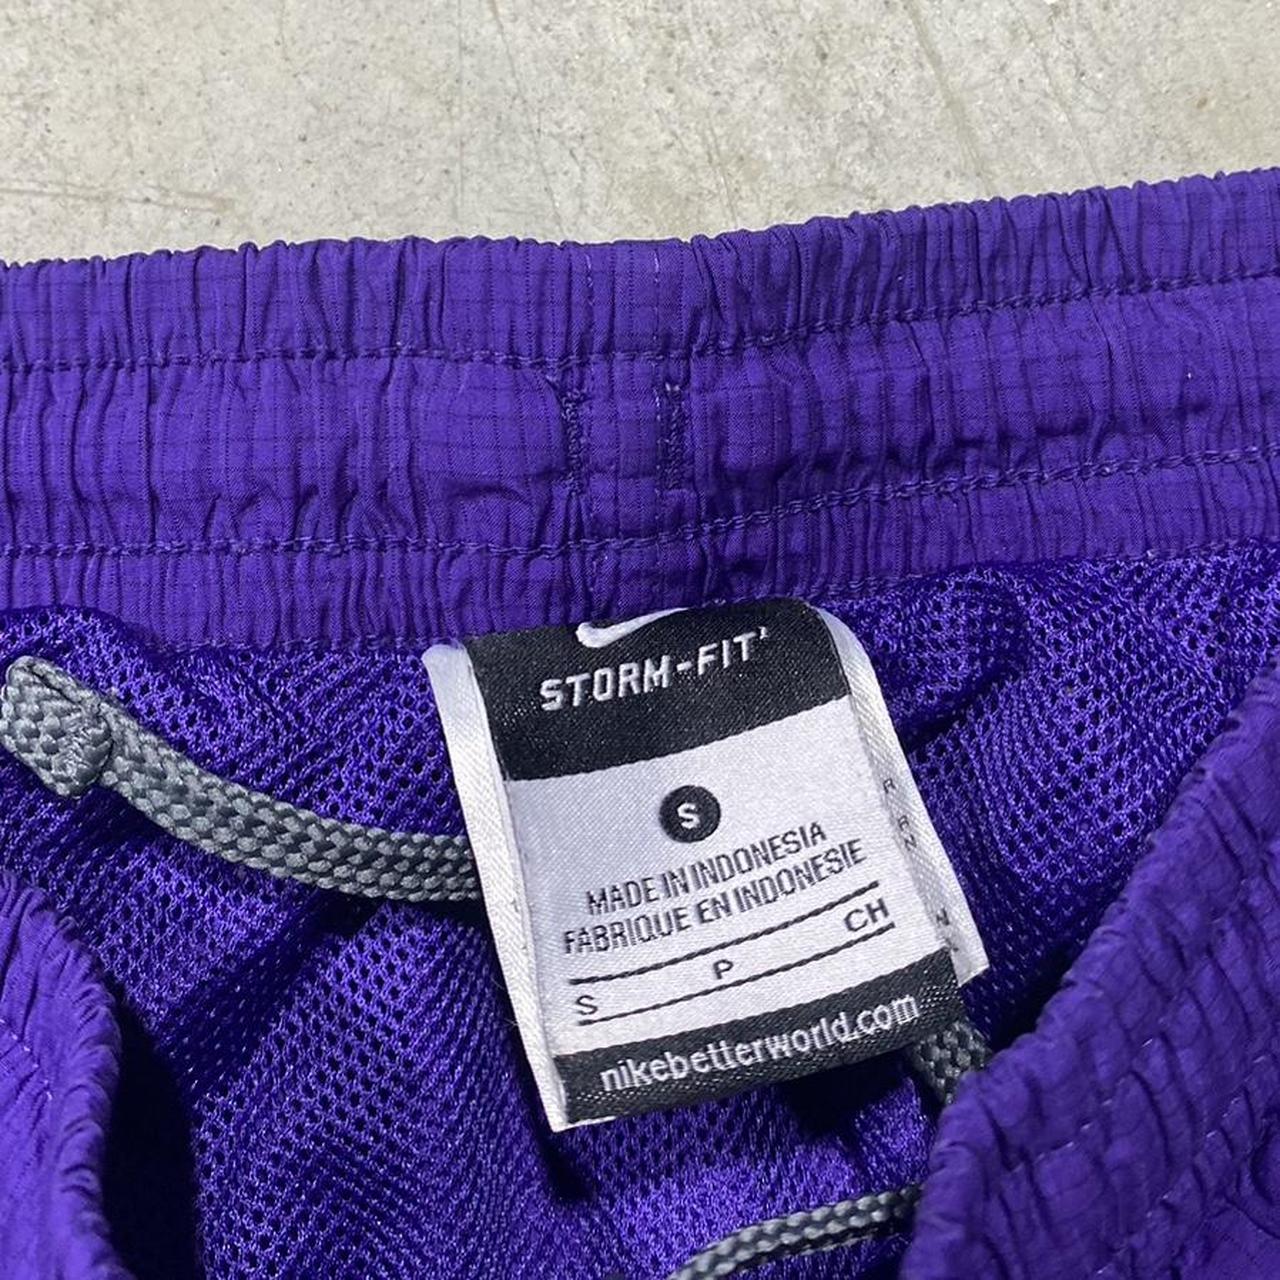 STORM-FIT
S
MADE IN INDONESIA
FABRIQUE EN INDONESIE
S P CH
nikebetterworld.com